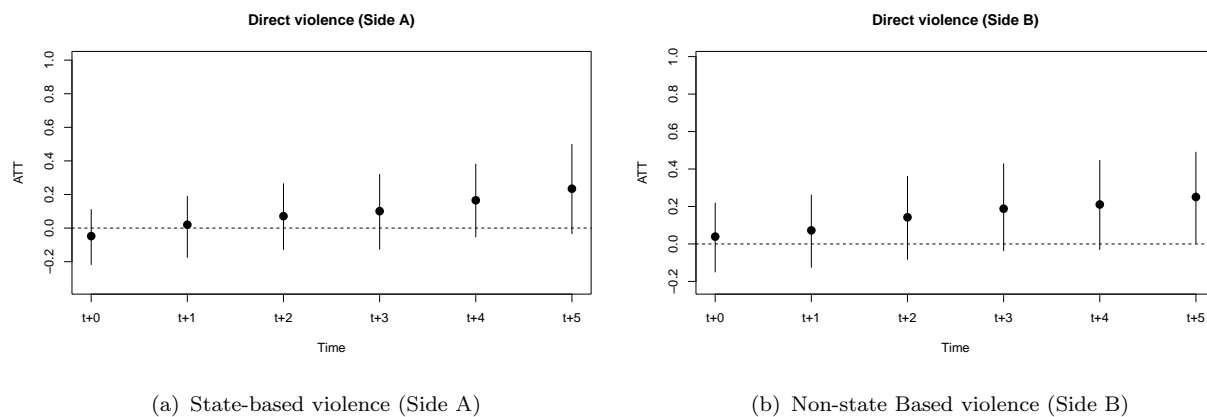 Direct violence (Side A)
ATT
1.0
0.8
0.6
0.4
0.2
0.0
−0.2
t+0 t+1 t+2 t+3 t+4 t+5
Time
(a) State-based violence (Side A)
Direct violence (Side B)
ATT
1.0
0.8
0.6
0.4
0.2
0.0
−0.2
t+0 t+1 t+2 t+3 t+4 t+5
Time
(b) Non-state Based violence (Side B)